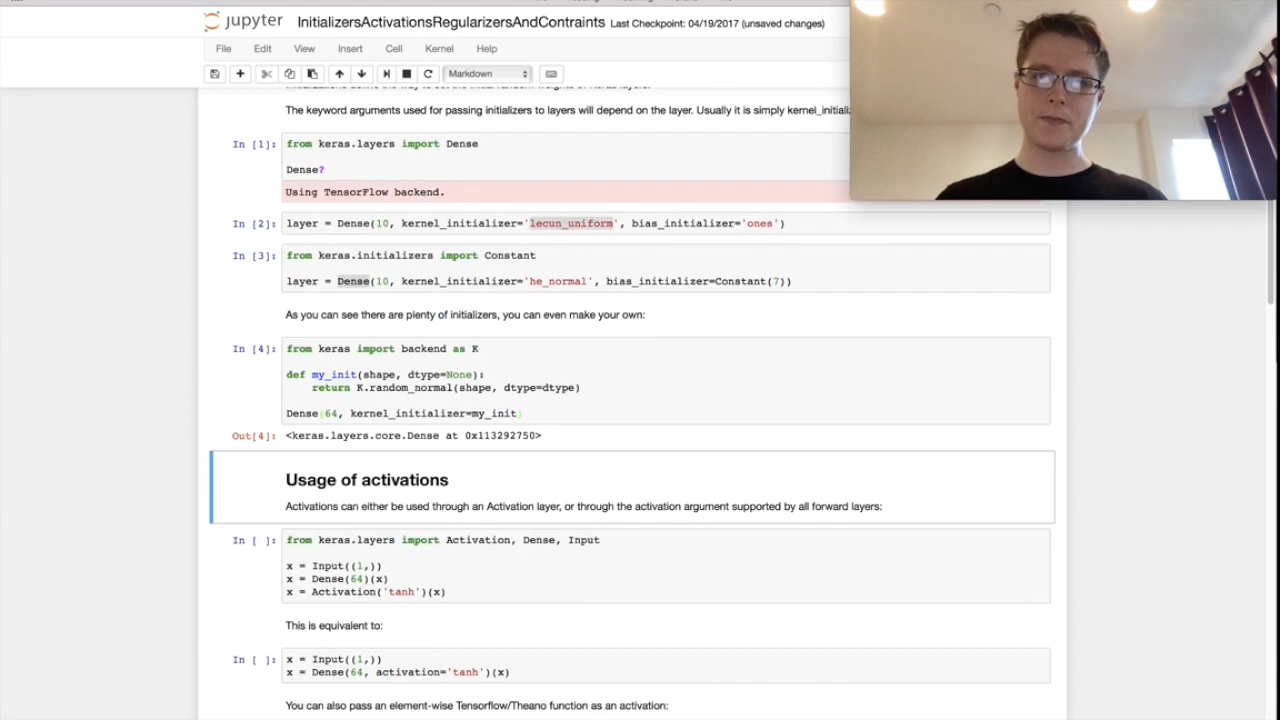 jupyter InitializersActivationsRegularizersAndContraints Last Checkpoint: 04/19/2017 (unsaved changes)
File Edit View Insert Cell Kernel Help
Markdown
The keyword arguments used for passing initializers to layers will depend on the layer. Usually it is simply kernel_initiali
In [1]: from keras.layers import Dense
Dense?
Using TensorFlow backend.
In [2]: layer = Dense(10, kernel_initializer='lecun_uniform', bias_initializer='ones')
In [3]: from keras.initializers import Constant
layer = Dense(10, kernel_initializer='he_normal', bias_initializer=Constant(7))
As you can see there are plenty of initializers, you can even make your own:
In [4]: from keras import backend as K
def my_init(shape, dtype=None):
return K.random_normal(shape, dtype=dtype)
Dense(64, kernel_initializer=my_init)
Out[4]: <keras.layers.core.Dense at 0x113292750>
Usage of activations
Activations can either be used through an Activation layer, or through the activation argument supported by all forward layers:
In [ ]: from keras.layers import Activation, Dense, Input
x = Input((1,))
x = Dense(64)(x)
x = Activation('tanh')(x)
This is equivalent to:
In [ ]: x = Input((1,))
x = Dense(64, activation='tanh')(x)
You can also pass an element-wise Tensorflow/Theano function as an activation: